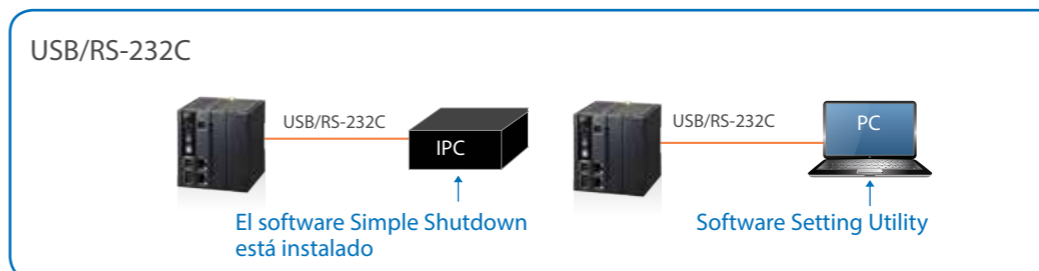 USB/RS-232C
USB/RS-232C
IPC
El software Simple Shutdown
está instalado
USB/RS-232C
PC
Software Setting Utility